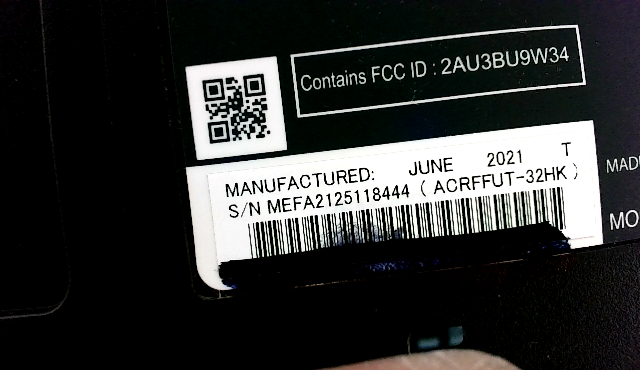 Contains FCC ID : 2AU3BU9W34
MANUFACTURED: JUNE 2021 T
S/N MEFA2125118444 ( ACRFFUT-32HK )